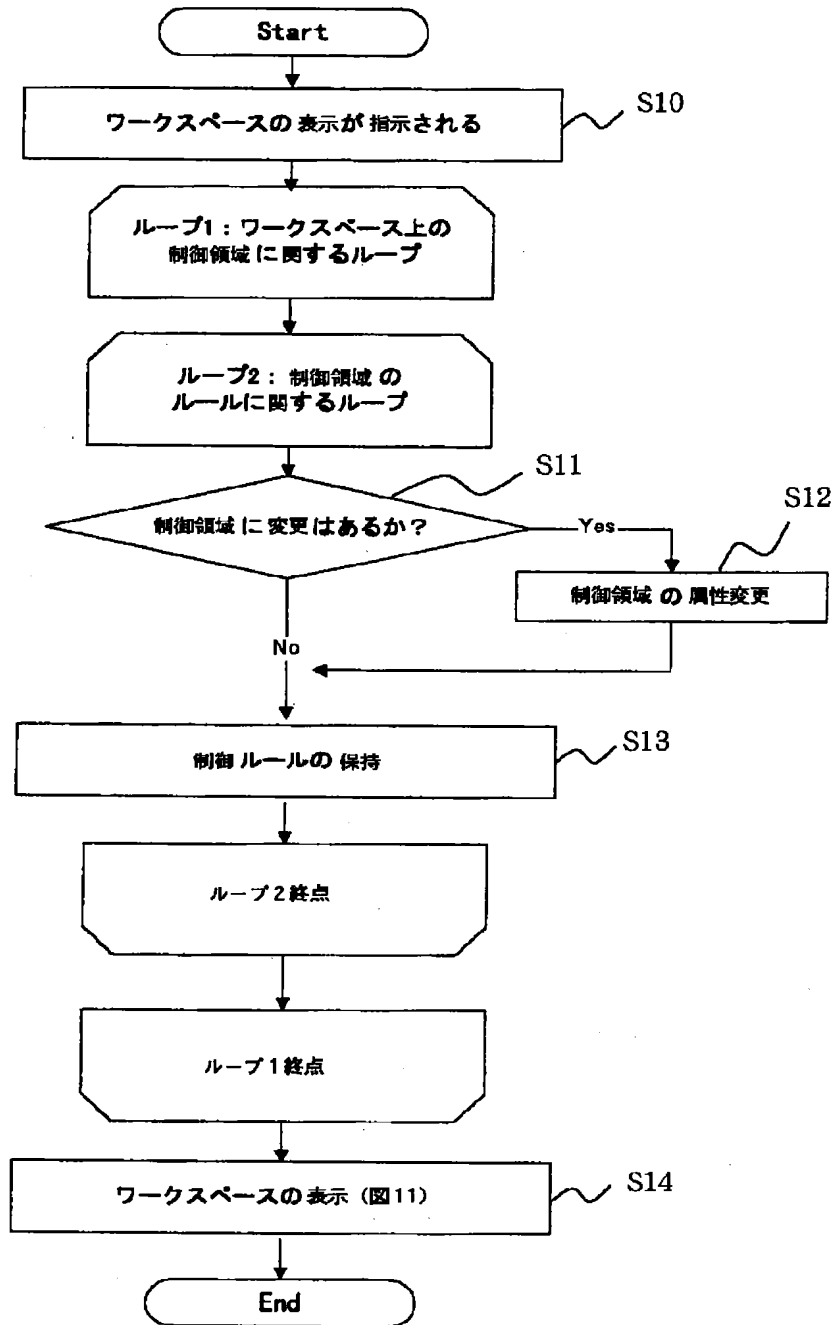 Start
ワークスペースの表示が指示される
S10
ループ1：ワークスペース上の
制御領域に関するループ
ループ2：制御領域の
ルールに関するループ
S11
制御領域に変更はあるか？
Yes
S12
制御領域の属性変更
No
制御ルールの保持
S13
ループ2終点
ループ1終点
ワークスペースの表示（図11）
S14
End